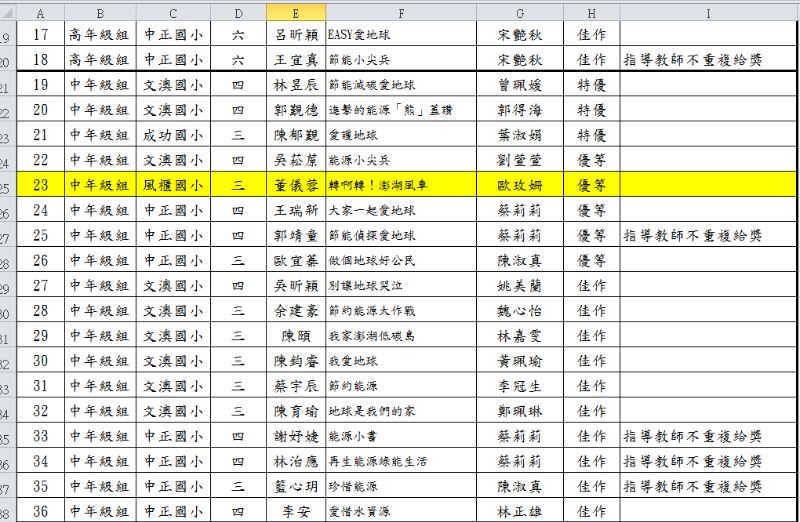 A B C D E F G H I
19 17 高年級組 中正國小 六 呂昕穎 EASY愛地球 宋艷秋 佳作
20 18 高年級組 中正國小 六 王宜真 節能小尖兵 宋艷秋 佳作 指導教師不重複給獎
21 19 中年級組 文澳國小 四 林昱辰 節能減碳愛地球 曾珮媛 特優
22 20 中年級組 文澳國小 四 郭覲德 進擊的能源「熊」蓋讚 郭得海 特優
23 21 中年級組 成功國小 三 陳郁覲 愛護地球 葉淑娟 特優
24 22 中年級組 文澳國小 四 吳菘 能源小尖兵 劉萱萱 優等
25 23 中年級組 風櫃國小 三 董儀蓉 轉啊轉！澎湖風車 歐玫姍 優等
26 24 中年級組 中正國小 四 王瑞新 大家一起愛地球 蔡莉莉 優等
27 25 中年級組 中正國小 四 郭靖童 節能偵探愛地球 蔡莉莉 優等 指導教師不重複給獎
28 26 中年級組 中正國小 三 歐宜蓁 做個地球好公民 陳淑真 優等
29 27 中年級組 文澳國小 四 吳昕穎 別讓地球哭泣 姚美蘭 佳作
30 28 中年級組 文澳國小 三 余建豪 節約能源大作戰 魏心怡 佳作
31 29 中年級組 文澳國小 三 陳頤 我家澎湖低碳島 林嘉雯 佳作
32 30 中年級組 文澳國小 三 陳鈞睿 我愛地球 黃珮瑜 佳作
33 31 中年級組 文澳國小 三 蔡宇辰 節約能源 李冠生 佳作
34 32 中年級組 文澳國小 三 陳育瑜 地球是我們的家 鄭珮琳 佳作
35 33 中年級組 中正國小 四 謝妤婕 能源小書 蔡莉莉 佳作 指導教師不重複給獎
36 34 中年級組 中正國小 四 林治應 再生能源綠能生活 蔡莉莉 佳作 指導教師不重複給獎
37 35 中年級組 中正國小 三 籃心玥 珍惜能源 陳淑真 佳作 指導教師不重複給獎
38 36 中年級組 中正國小 四 李安 愛惜水資源 林正雄 佳作